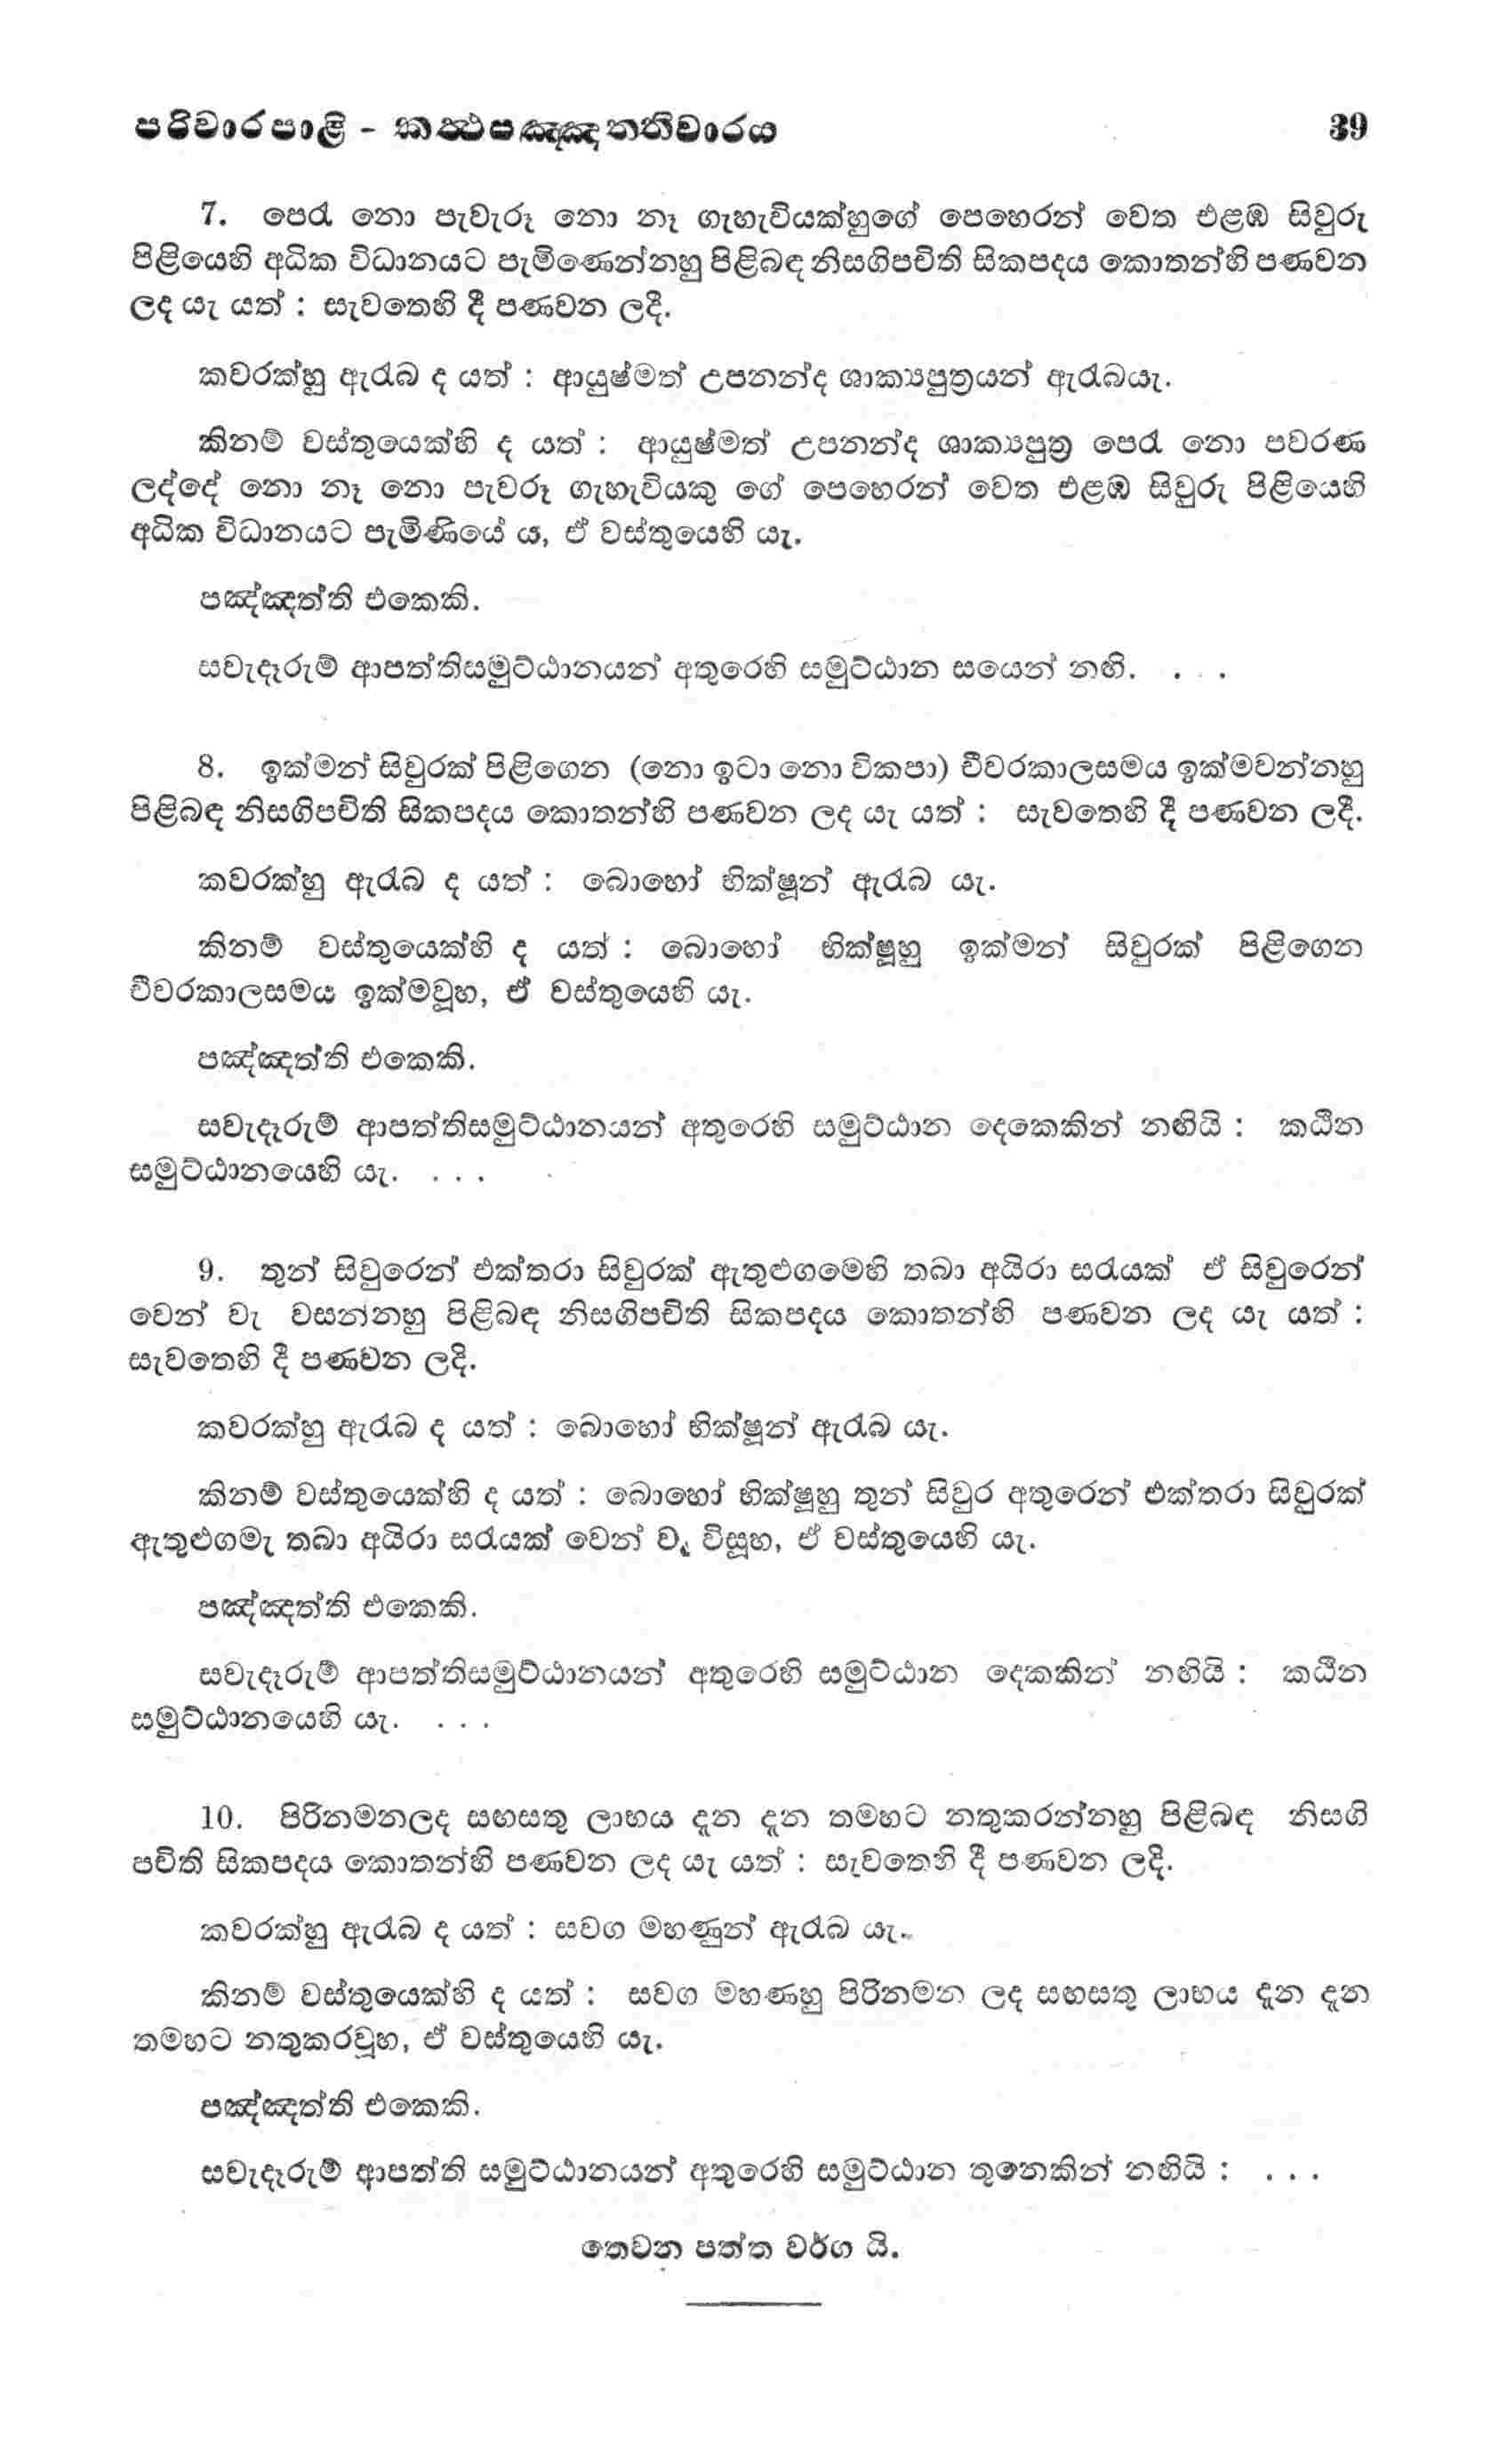 පරිවාරපාළි - කත්‍ථපඤ්ඤත්තිවාරය 39
7. පෙරැ නො පැවැරූ නො නෑ ගැහැවියක්හුගේ පෙහෙරන් වෙත එළඹ සිවුරු
පිළියෙහි අධික විධානයට පැමිණෙන්නහු පිළිබඳ නිසගිපචිති සිකපදය කොතන්හි පණවන
ලද යැ යත් : සැවතෙහි දී පණවන ලදී.
කවරක්හු ඇරැබ ද යත් : ආයුෂ්මත් උපනන්ද ශාක්‍යපුත්‍රයන් ඇරැබයැ.
කිනම් වස්තුයෙක්හි ද යත් : ආයුෂ්මත් උපනන්ද ශාක්‍යපුත්‍ර පෙරැ නො පවරණ
ලද්දේ නො නෑ නො පැවරූ ගැහැවියකු ගේ පෙහෙරන් වෙත එළඹ සිවුරු පිළියෙහි
අධික විධානයට පැමිණියේ ය, ඒ වස්තුයෙහි යැ.
පඤ්ඤත්ති එකෙකි.
සවැදෑරුම් ආපත්තිසමුට්ඨානයන් අතුරෙහි සමුට්ඨාන සයෙන් නඟි. . . .
8. ඉක්මන් සිවුරක් පිළිගෙන (නො ඉටා නො විකපා) චීවරකාලසමය ඉක්මවන්නහු
පිළිබඳ නිසගිපචිති සිකපදය කොතන්හි පණවන ලද යැ යත් : සැවතෙහි දී පණවන ලදී.
කවරක්හු ඇරැබ ද යත් : බොහෝ භික්ෂූන් ඇරැබ යැ.
කිනම් වස්තුයෙක්හි ද යත් : බොහෝ භික්ෂූහු ඉක්මන් සිවුරක් පිළිගෙන
චීවරකාලසමය ඉක්මවූහ, ඒ වස්තුයෙහි යැ.
පඤ්ඤත්ති එකෙකි.
සවැදෑරුම් ආපත්තිසමුට්ඨානයන් අතුරෙහි සමුට්ඨාන දෙකෙකින් නඟියි : කඨින
සමුට්ඨානයෙහි යැ. . . .
9. තුන් සිවුරෙන් එක්තරා සිවුරක් ඇතුළුගමෙහි තබා අයිරා සරැයක් ඒ සිවුරෙන්
වෙන් වැ වසන්නහු පිළිබඳ නිසගිපචිති සිකපදය කොතන්හි පණවන ලද යැ යත් :
සැවතෙහි දී පණවන ලදි.
කවරක්හු ඇරැබ ද යත් : බොහෝ භික්ෂූන් ඇරැබ යැ.
කිනම් වස්තුයෙක්හි ද යත් : බොහෝ භික්ෂූහු තුන් සිවුර අතුරෙන් එක්තරා සිවුරක්
ඇතුළුගමැ තබා අයිරා සරැයක් වෙන් වැ විසූහ, ඒ වස්තුයෙහි යැ.
පඤ්ඤත්ති එකෙකි.
සවැදෑරුම් ආපත්තිසමුට්ඨානයන් අතුරෙහි සමුට්ඨාන දෙකකින් නඟියි : කඨින
සමුට්ඨානයෙහි යැ. . . .
10. පිරිනමනලද සඟසතු ලාභය දැන දැන තමහට නතුකරන්නහු පිළිබඳ නිසගි
පචිති සිකපදය කොතන්හි පණවන ලද යැ යත් : සැවතෙහි දී පණවන ලදි.
කවරක්හු ඇරැබ ද යත් : සවග මහණුන් ඇරැබ යැ.
කිනම් වස්තුයෙක්හි ද යත් : සවග මහණහු පිරිනමන ලද සඟසතු ලාභය දැන දැන
තමහට නතුකරවූහ, ඒ වස්තුයෙහි යැ.
පඤ්ඤත්ති එකෙකි.
සවැදෑරුම් ආපත්ති සමුට්ඨානයන් අතුරෙහි සමුට්ඨාන තුනෙකින් නඟියි : . . .
තෙවන පත්ත වර්ග යි.